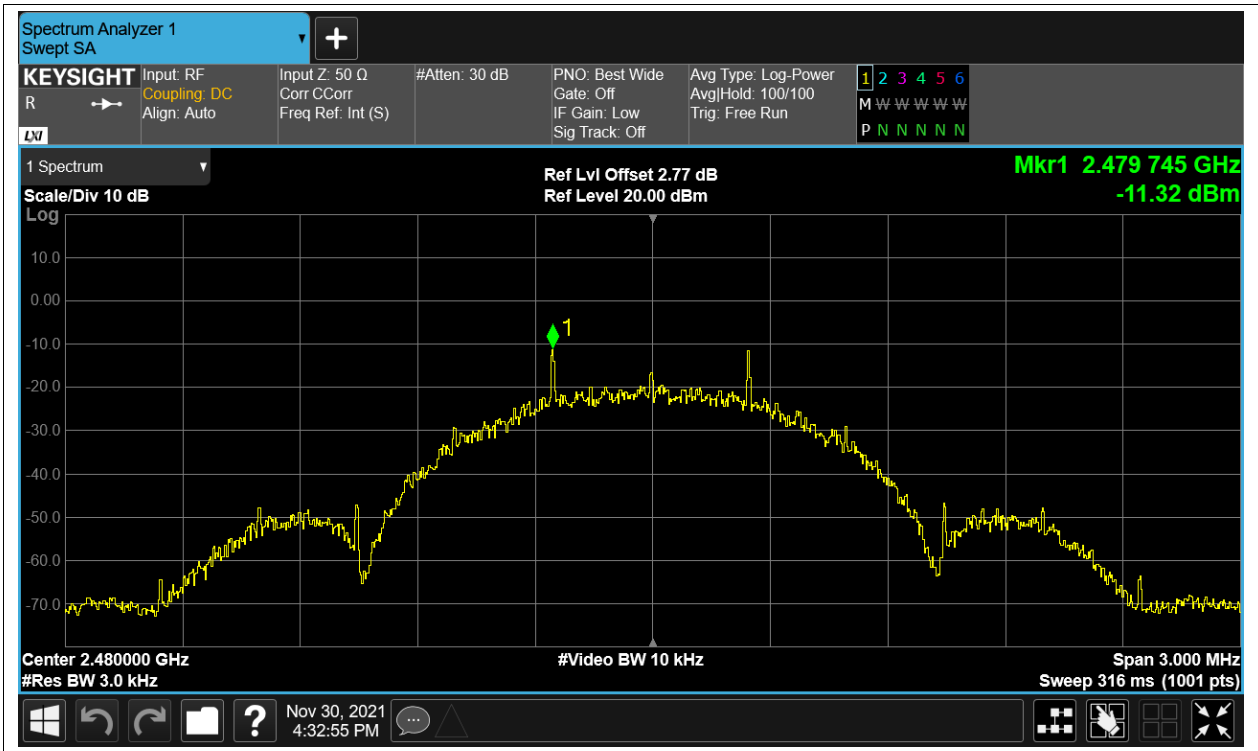 Spectrum Analyzer 1
Swept SA
KEYSIGHT
R
LXI
Input: RF
Coupling: DC
Align: Auto
Input Z: 50 Ω
Corr CCorr
Freq Ref: Int (S)
#Atten: 30 dB
PNO: Best Wide
Gate: Off
IF Gain: Low
Sig Track: Off
Avg Type: Log-Power
Avg|Hold: 100/100
Trig: Free Run
1 2 3 4 5 6
M W W W W W
P N N N N N
1 Spectrum
Scale/Div 10 dB
Ref Lvl Offset 2.77 dB
Ref Level 20.00 dBm
Mkr1 2.479 745 GHz
-11.32 dBm
Log
10.0
0.00
-10.0
-20.0
-30.0
-40.0
-50.0
-60.0
-70.0
1
Center 2.480000 GHz
#Res BW 3.0 kHz
#Video BW 10 kHz
Span 3.000 MHz
Sweep 316 ms (1001 pts)
?
Nov 30, 2021
4:32:55 PM